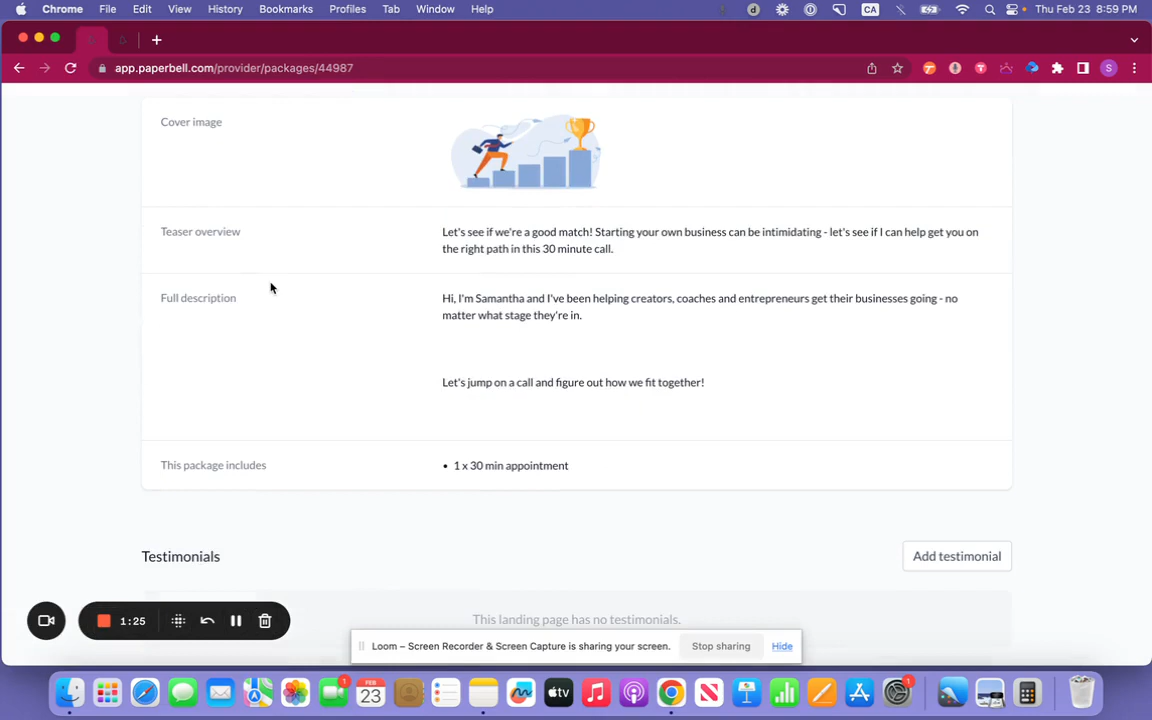 Chrome File Edit View History Bookmarks Profiles Tab Window Help CA Thu Feb 23 8:59 PM
app.paperbell.com/provider/packages/44987 S
Cover image
Teaser overview
Let's see if we're a good match! Starting your own business can be intimidating - let's see if I can help get you on
the right path in this 30 minute call.
Full description
Hi, I'm Samantha and I've been helping creators, coaches and entrepreneurs get their businesses going - no
matter what stage they're in.
Let's jump on a call and figure out how we fit together!
This package includes
• 1 x 30 min appointment
Testimonials
Add testimonial
This landing page has no testimonials.
1:25
Loom – Screen Recorder & Screen Capture is sharing your screen. Stop sharing Hide
FEB
23
tv
1
1